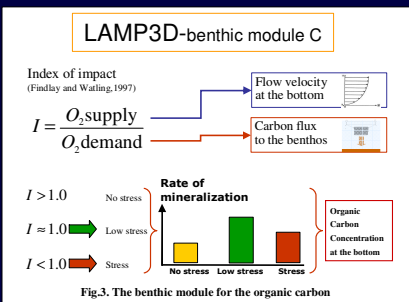 LAMP3D-benthic module C
Index of impact
(Findlay and Watling,1997)
I = O₂supply / O₂demand
Flow velocity
at the bottom
Carbon flux
to the benthos
I > 1.0 No stress
I ≈ 1.0 Low stress
I < 1.0 Stress
Rate of
mineralization
No stress Low stress Stress
Organic
Carbon
Concentration
at the bottom
Fig.3. The benthic module for the organic carbon